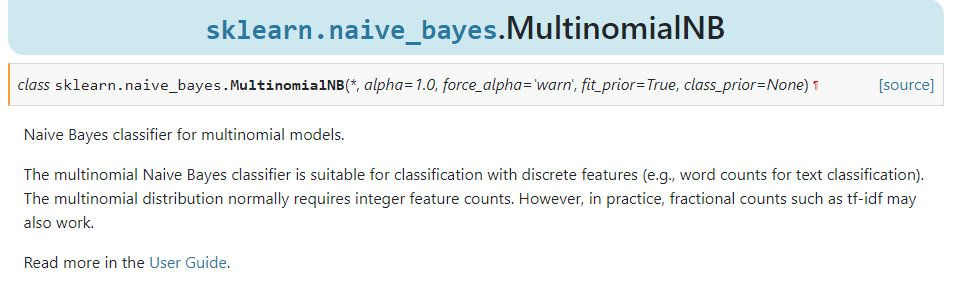 sklearn.naive_bayes.MultinomialNB
class sklearn.naive_bayes.MultinomialNB(*, alpha=1.0, force_alpha='warn', fit_prior=True, class_prior=None) ¶ [source]
Naive Bayes classifier for multinomial models.
The multinomial Naive Bayes classifier is suitable for classification with discrete features (e.g., word counts for text classification).
The multinomial distribution normally requires integer feature counts. However, in practice, fractional counts such as tf-idf may
also work.
Read more in the User Guide.